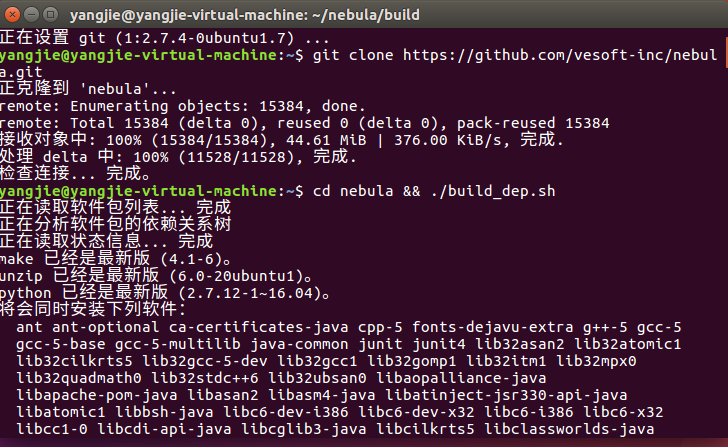 yangjie@yangjie-virtual-machine: ~/nebula/build
正在设置 git (1:2.7.4-0ubuntu1.7) ...
yangjie@yangjie-virtual-machine:~$ git clone https://github.com/vesoft-inc/nebul
a.git
正克隆到 'nebula'...
remote: Enumerating objects: 15384, done.
remote: Total 15384 (delta 0), reused 0 (delta 0), pack-reused 15384
接收对象中: 100% (15384/15384), 44.61 MiB | 376.00 KiB/s, 完成.
处理 delta 中: 100% (11528/11528), 完成.
检查连接... 完成。
yangjie@yangjie-virtual-machine:~$ cd nebula && ./build_dep.sh
正在读取软件包列表... 完成
正在分析软件包的依赖关系树
正在读取状态信息... 完成
make 已经是最新版 (4.1-6)。
unzip 已经是最新版 (6.0-20ubuntu1)。
python 已经是最新版 (2.7.12-1~16.04)。
将会同时安装下列软件：
ant ant-optional ca-certificates-java cpp-5 fonts-dejavu-extra g++-5 gcc-5
gcc-5-base gcc-5-multilib java-common junit junit4 lib32asan2 lib32atomic1
lib32cilkrts5 lib32gcc-5-dev lib32gcc1 lib32gomp1 lib32itm1 lib32mpx0
lib32quadmath0 lib32stdc++6 lib32ubsan0 libaopalliance-java
libapache-pom-java libasan2 libasm4-java libatinject-jsr330-api-java
libatomic1 libbsh-java libc6-dev-i386 libc6-dev-x32 libc6-i386 libc6-x32
libcc1-0 libcdi-api-java libcglib3-java libcilkrts5 libclassworlds-java